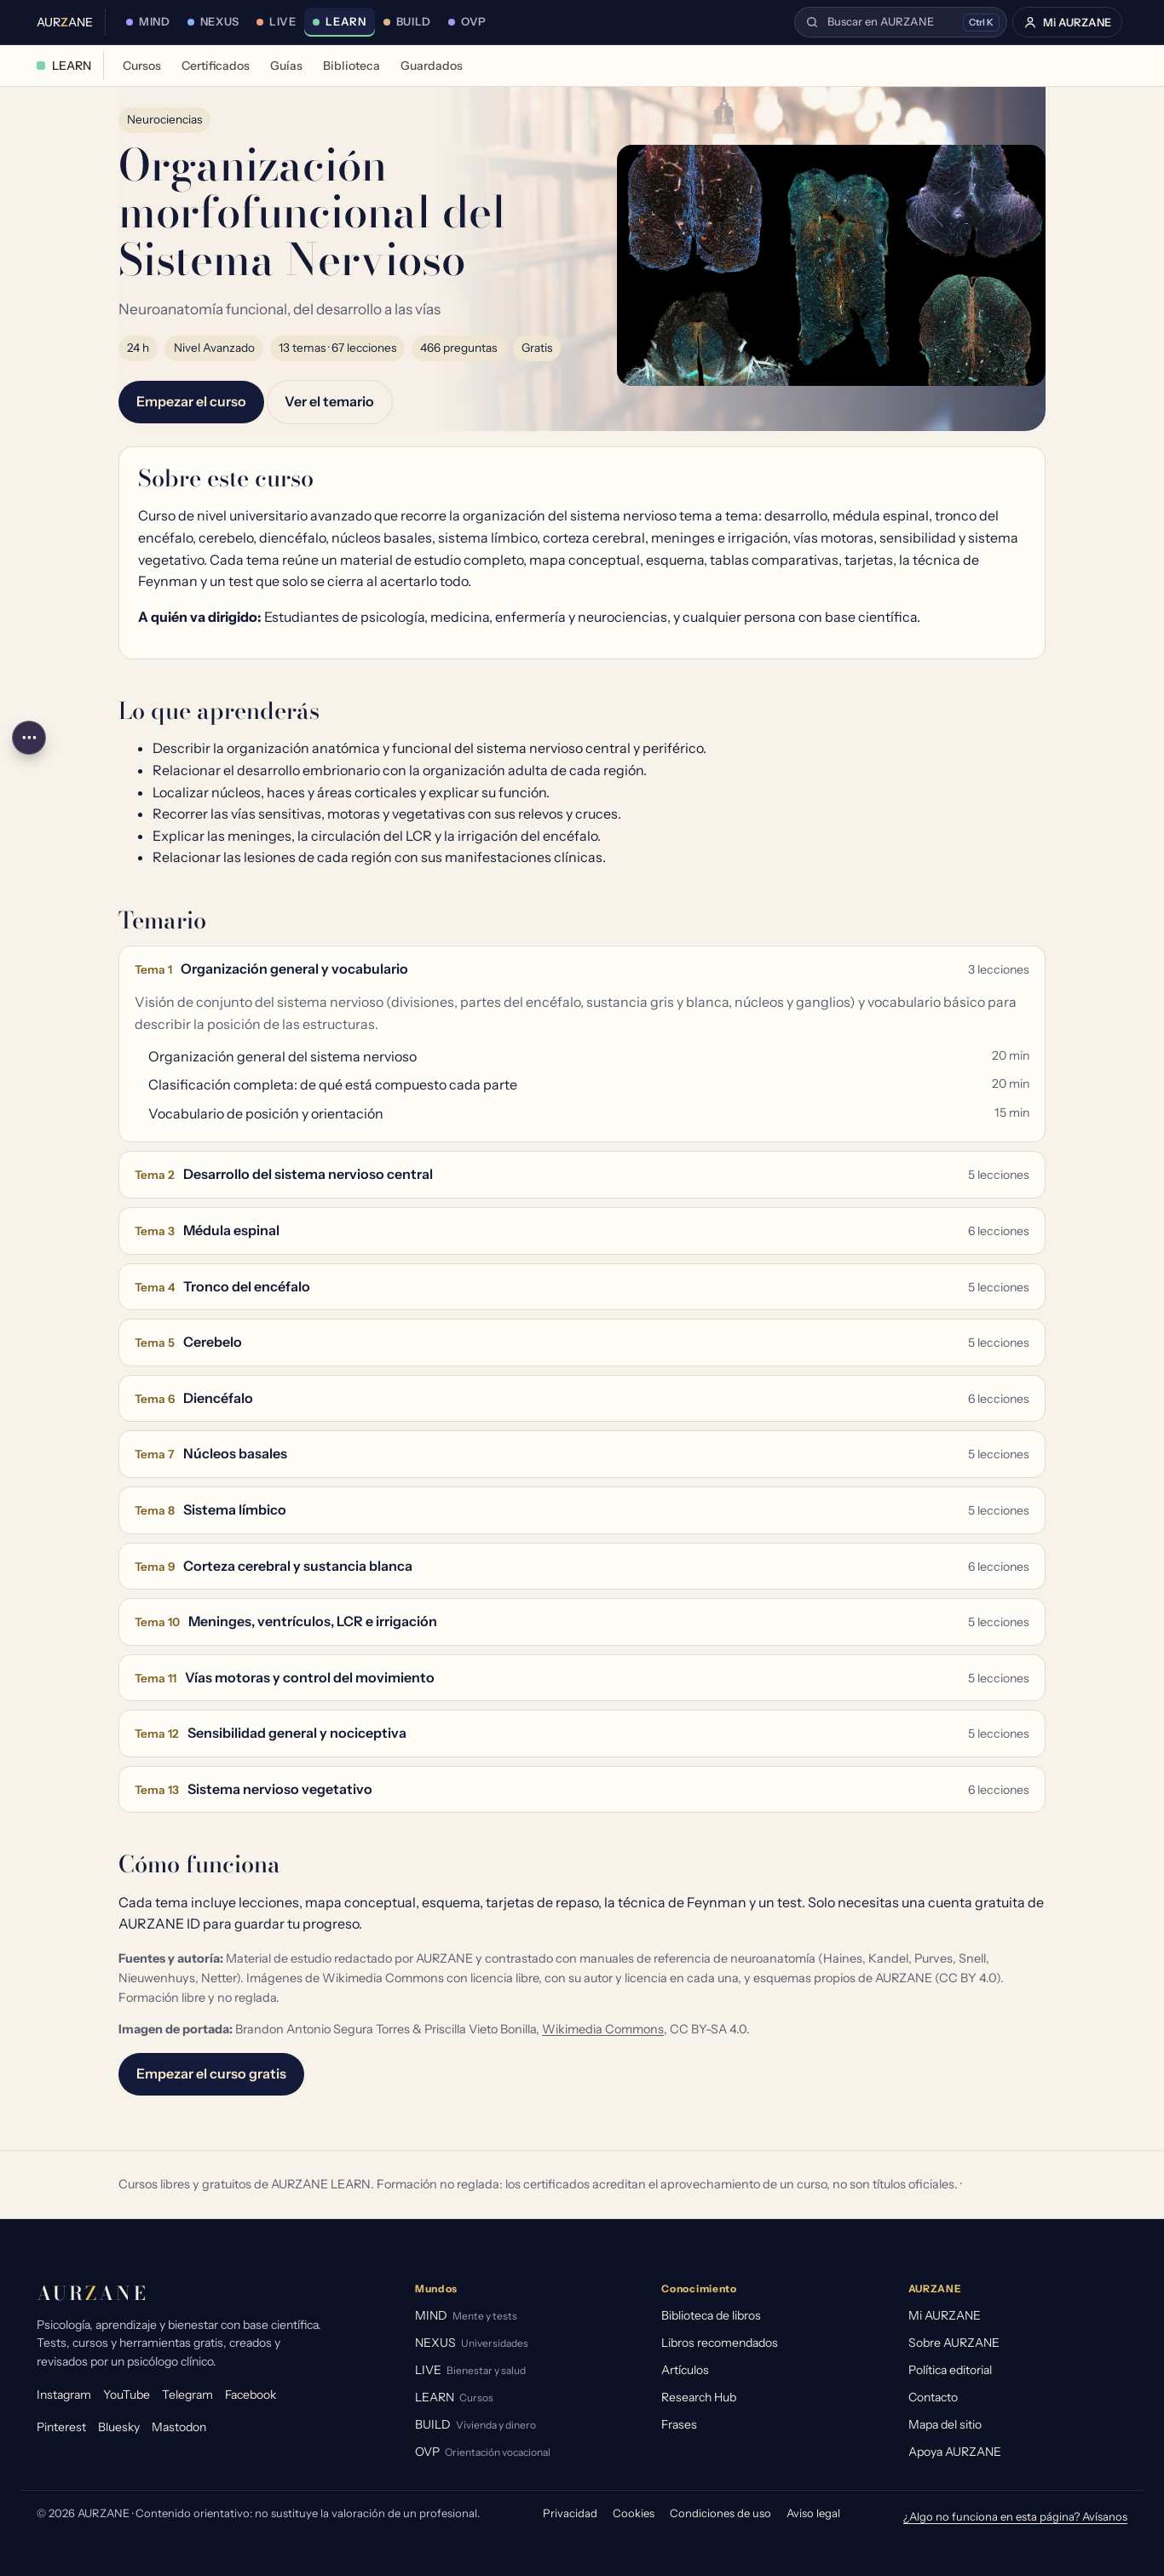 AURZANE
MIND
NEXUS
LIVE
LEARN
BUILD
OVP
Buscar en AURZANE
Ctrl K
Mi AURZANE
LEARN
Cursos
Certificados
Guías
Biblioteca
Guardados
Neurociencias
Organización
morfofuncional del
Sistema Nervioso
Neuroanatomía funcional, del desarrollo a las vías
24 h
Nivel Avanzado
13 temas · 67 lecciones
466 preguntas
Gratis
Empezar el curso
Ver el temario
Sobre este curso
Curso de nivel universitario avanzado que recorre la organización del sistema nervioso tema a tema: desarrollo, médula espinal, tronco del
encéfalo, cerebelo, diencéfalo, núcleos basales, sistema límbico, corteza cerebral, meninges e irrigación, vías motoras, sensibilidad y sistema
vegetativo. Cada tema reúne un material de estudio completo, mapa conceptual, esquema, tablas comparativas, tarjetas, la técnica de
Feynman y un test que solo se cierra al acertarlo todo.
A quién va dirigido: Estudiantes de psicología, medicina, enfermería y neurociencias, y cualquier persona con base científica.
Lo que aprenderás
• Describir la organización anatómica y funcional del sistema nervioso central y periférico.
• Relacionar el desarrollo embrionario con la organización adulta de cada región.
• Localizar núcleos, haces y áreas corticales y explicar su función.
• Recorrer las vías sensitivas, motoras y vegetativas con sus relevos y cruces.
• Explicar las meninges, la circulación del LCR y la irrigación del encéfalo.
• Relacionar las lesiones de cada región con sus manifestaciones clínicas.
Temario
Tema 1 Organización general y vocabulario 3 lecciones
Visión de conjunto del sistema nervioso (divisiones, partes del encéfalo, sustancia gris y blanca, núcleos y ganglios) y vocabulario básico para
describir la posición de las estructuras.
Organización general del sistema nervioso 20 min
Clasificación completa: de qué está compuesto cada parte 20 min
Vocabulario de posición y orientación 15 min
Tema 2 Desarrollo del sistema nervioso central 5 lecciones
Tema 3 Médula espinal 6 lecciones
Tema 4 Tronco del encéfalo 5 lecciones
Tema 5 Cerebelo 5 lecciones
Tema 6 Diencéfalo 6 lecciones
Tema 7 Núcleos basales 5 lecciones
Tema 8 Sistema límbico 5 lecciones
Tema 9 Corteza cerebral y sustancia blanca 6 lecciones
Tema 10 Meninges, ventrículos, LCR e irrigación 5 lecciones
Tema 11 Vías motoras y control del movimiento 5 lecciones
Tema 12 Sensibilidad general y nociceptiva 5 lecciones
Tema 13 Sistema nervioso vegetativo 6 lecciones
Cómo funciona
Cada tema incluye lecciones, mapa conceptual, esquema, tarjetas de repaso, la técnica de Feynman y un test. Solo necesitas una cuenta gratuita de
AURZANE ID para guardar tu progreso.
Fuentes y autoría: Material de estudio redactado por AURZANE y contrastado con manuales de referencia de neuroanatomía (Haines, Kandel, Purves, Snell,
Nieuwenhuys, Netter). Imágenes de Wikimedia Commons con licencia libre, con su autor y licencia en cada una, y esquemas propios de AURZANE (CC BY 4.0).
Formación libre y no reglada.
Imagen de portada: Brandon Antonio Segura Torres & Priscilla Vieto Bonilla, Wikimedia Commons, CC BY-SA 4.0.
Empezar el curso gratis
Cursos libres y gratuitos de AURZANE LEARN. Formación no reglada: los certificados acreditan el aprovechamiento de un curso, no son títulos oficiales. ·
AURZANE
Psicología, aprendizaje y bienestar con base científica.
Tests, cursos y herramientas gratis, creados y
revisados por un psicólogo clínico.
Instagram YouTube Telegram Facebook
Pinterest Bluesky Mastodon
Mundos
MIND Mente y tests
NEXUS Universidades
LIVE Bienestar y salud
LEARN Cursos
BUILD Vivienda y dinero
OVP Orientación vocacional
Conocimiento
Biblioteca de libros
Libros recomendados
Artículos
Research Hub
Frases
AURZANE
Mi AURZANE
Sobre AURZANE
Política editorial
Contacto
Mapa del sitio
Apoya AURZANE
© 2026 AURZANE · Contenido orientativo: no sustituye la valoración de un profesional.
Privacidad Cookies Condiciones de uso Aviso legal
¿Algo no funciona en esta página? Avísanos